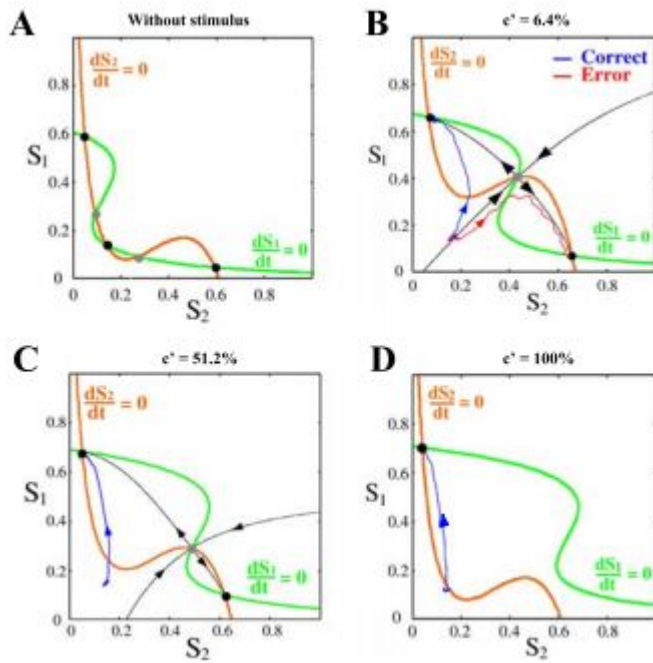 A
Without stimulus
dS2
dt = 0
0.8
0.6
S1
0.4
0.2
0
dS1
dt = 0
0 0.2 0.4 0.6 0.8
S2
B
c' = 6.4%
dS2
dt = 0
Correct
Error
0.8
0.6
S1
0.4
0.2
0
dS1
dt = 0
0 0.2 0.4 0.6 0.8
S2
C
c' = 51.2%
dS2
dt = 0
0.8
0.6
S1
0.4
0.2
0
dS1
dt = 0
0 0.2 0.4 0.6 0.8
S2
D
c' = 100%
dS2
dt = 0
0.8
0.6
S1
0.4
0.2
0
dS1
dt = 0
0 0.2 0.4 0.6 0.8
S2